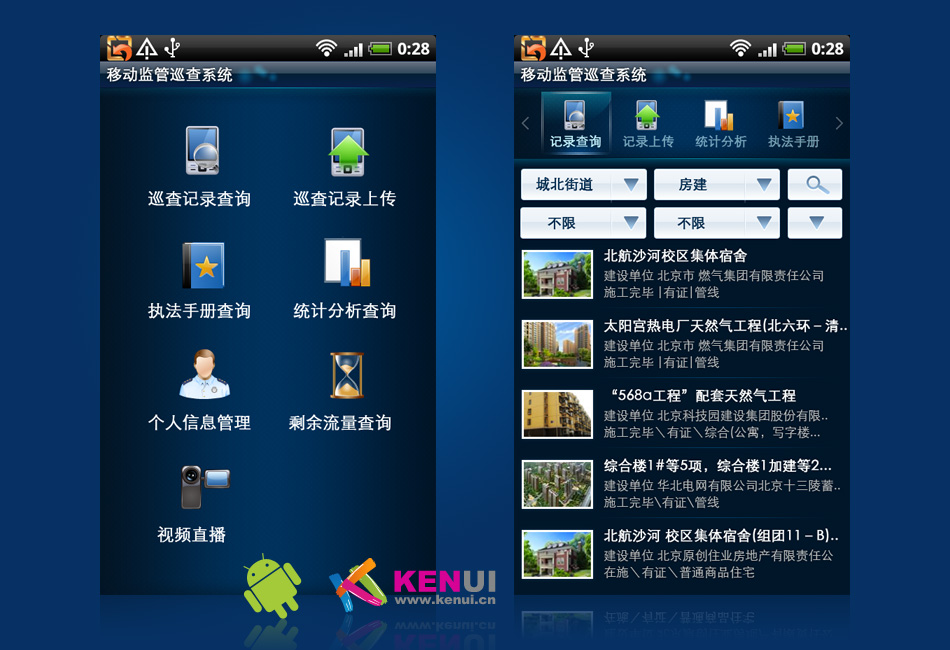 0:28
移动监管巡查系统
巡查记录查询
巡查记录上传
执法手册查询
统计分析查询
个人信息管理
剩余流量查询
视频直播
KENUI
www.kenui.cn
0:28
移动监管巡查系统
记录查询
记录上传
统计分析
执法手册
城北街道
房建
不限
不限
北航沙河校区集体宿舍
建设单位 北京市 燃气集团有限责任公司
施工完毕 |有证|管线
太阳宫热电厂天然气工程(北六环－清..
建设单位 北京市 燃气集团有限责任公司
施工完毕 |有证|管线
“568a工程”配套天然气工程
建设单位 北京科技园建设集团股份有限..
施工完毕＼有证＼综合(公寓，写字楼...
综合楼1#等5项，综合楼1加建等2...
建设单位 华北电网有限公司北京十三陵蓄..
施工完毕\有证\管线
北航沙河 校区集体宿舍(组团11－B)..
建设单位 北京原创住业房地产有限责任公
在施＼有证＼普通商品住宅